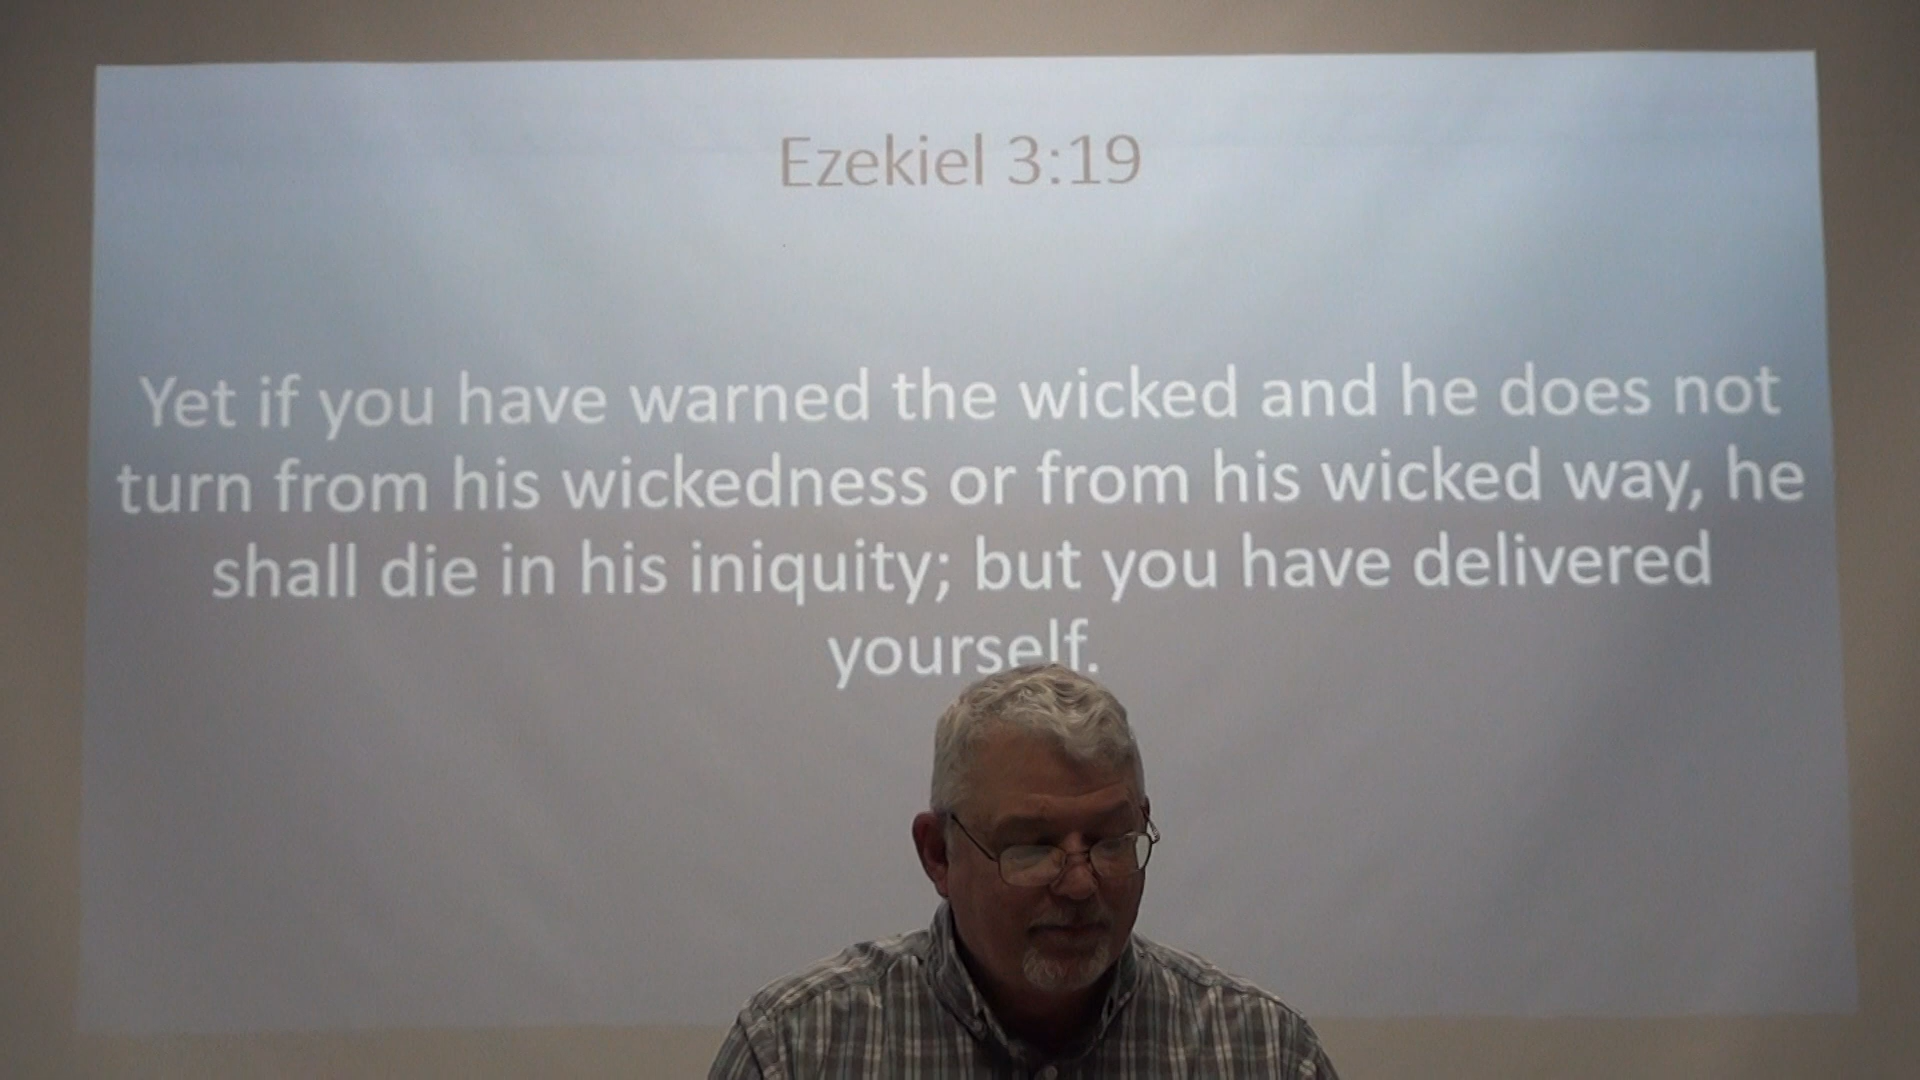 Ezekiel 3:19
Yet if you have warned the wicked and he does not
turn from his wickedness or from his wicked way, he
shall die in his iniquity; but you have delivered
yourself.